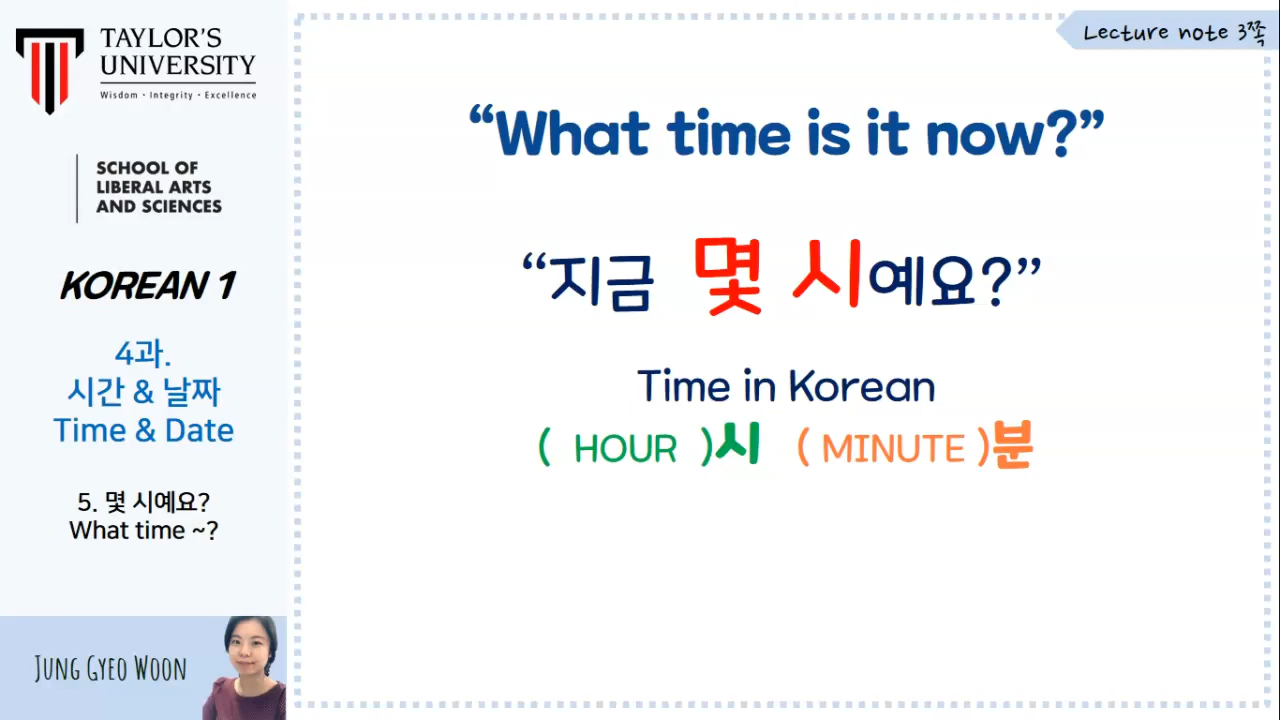 TAYLOR'S
UNIVERSITY
Wisdom · Integrity · Excellence
SCHOOL OF
LIBERAL ARTS
AND SCIENCES
KOREAN 1
4과.
시간 & 날짜
Time & Date
5. 몇 시예요?
What time ~?
JUNG GYEO WOON
Lecture note 3쪽
“What time is it now?”
“지금 몇 시예요?”
Time in Korean
( HOUR )시 ( MINUTE )분